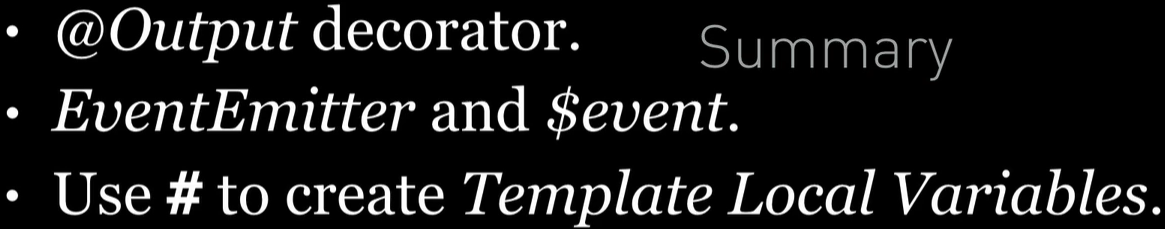 Summary
• @Output decorator.
• EventEmitter and $event.
• Use # to create Template Local Variables.